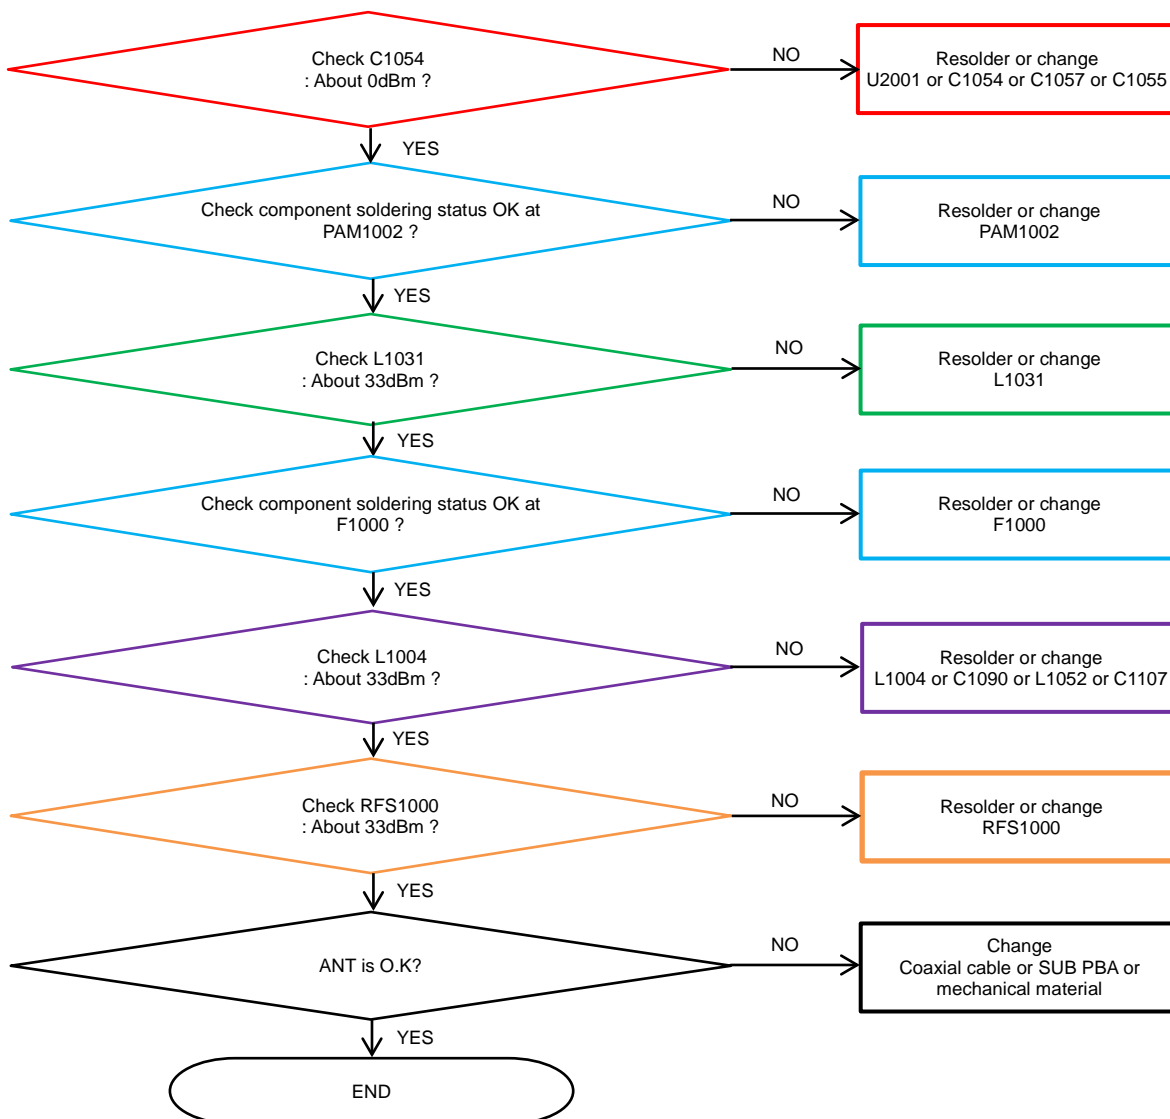 Check C1054
: About 0dBm ?
NO
Resolder or change
U2001 or C1054 or C1057 or C1055
YES
Check component soldering status OK at
PAM1002 ?
NO
Resolder or change
PAM1002
YES
Check L1031
: About 33dBm ?
NO
Resolder or change
L1031
YES
Check component soldering status OK at
F1000 ?
NO
Resolder or change
F1000
YES
Check L1004
: About 33dBm ?
NO
Resolder or change
L1004 or C1090 or L1052 or C1107
YES
Check RFS1000
: About 33dBm ?
NO
Resolder or change
RFS1000
YES
ANT is O.K?
NO
Change
Coaxial cable or SUB PBA or
mechanical material
YES
END